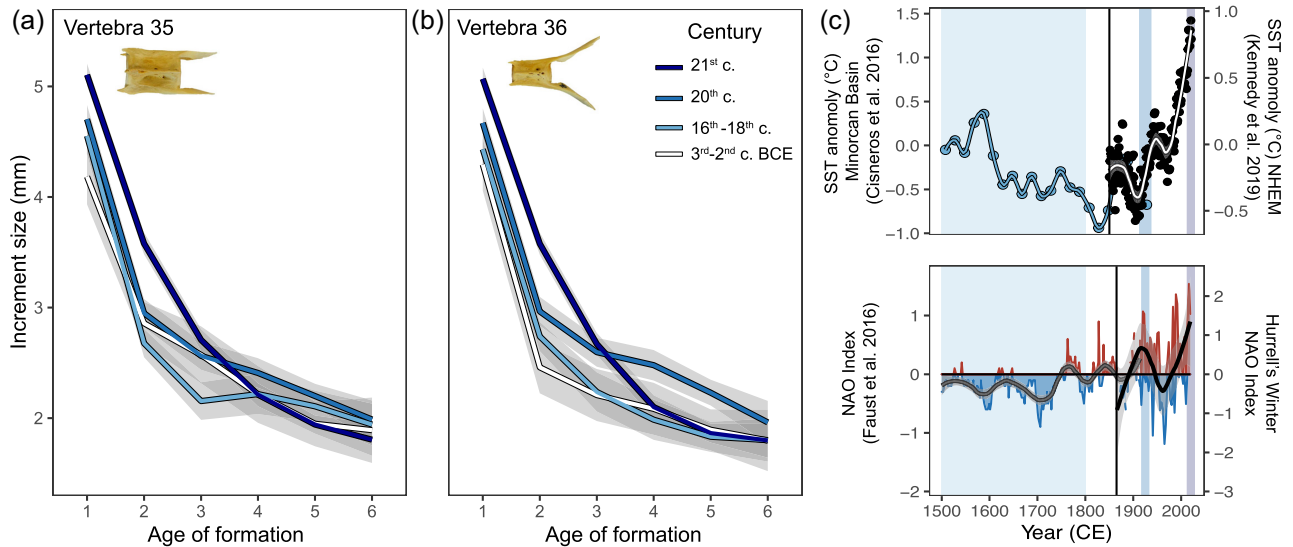 (a)
Vertebra 35
Increment size (mm)
5
4
3
2
1 2 3 4 5 6
Age of formation
(b)
Vertebra 36
Century
21st c.
20th c.
16th-18th c.
3rd-2nd c. BCE
1 2 3 4 5 6
Age of formation
(c)
SST anomoly (°C)
Minorcan Basin
(Cisneros et al. 2016)
1.5
1.0
0.5
0.0
−0.5
−1.0
1.0
0.5
0.0
−0.5
SST anomoly (°C) NHEM
(Kennedy et al. 2019)
NAO Index
(Faust et al. 2016)
1
0
−1
−2
2
1
0
−1
−2
−3
Hurrell's Winter
NAO Index
1500 1600 1700 1800 1900 2000
Year (CE)